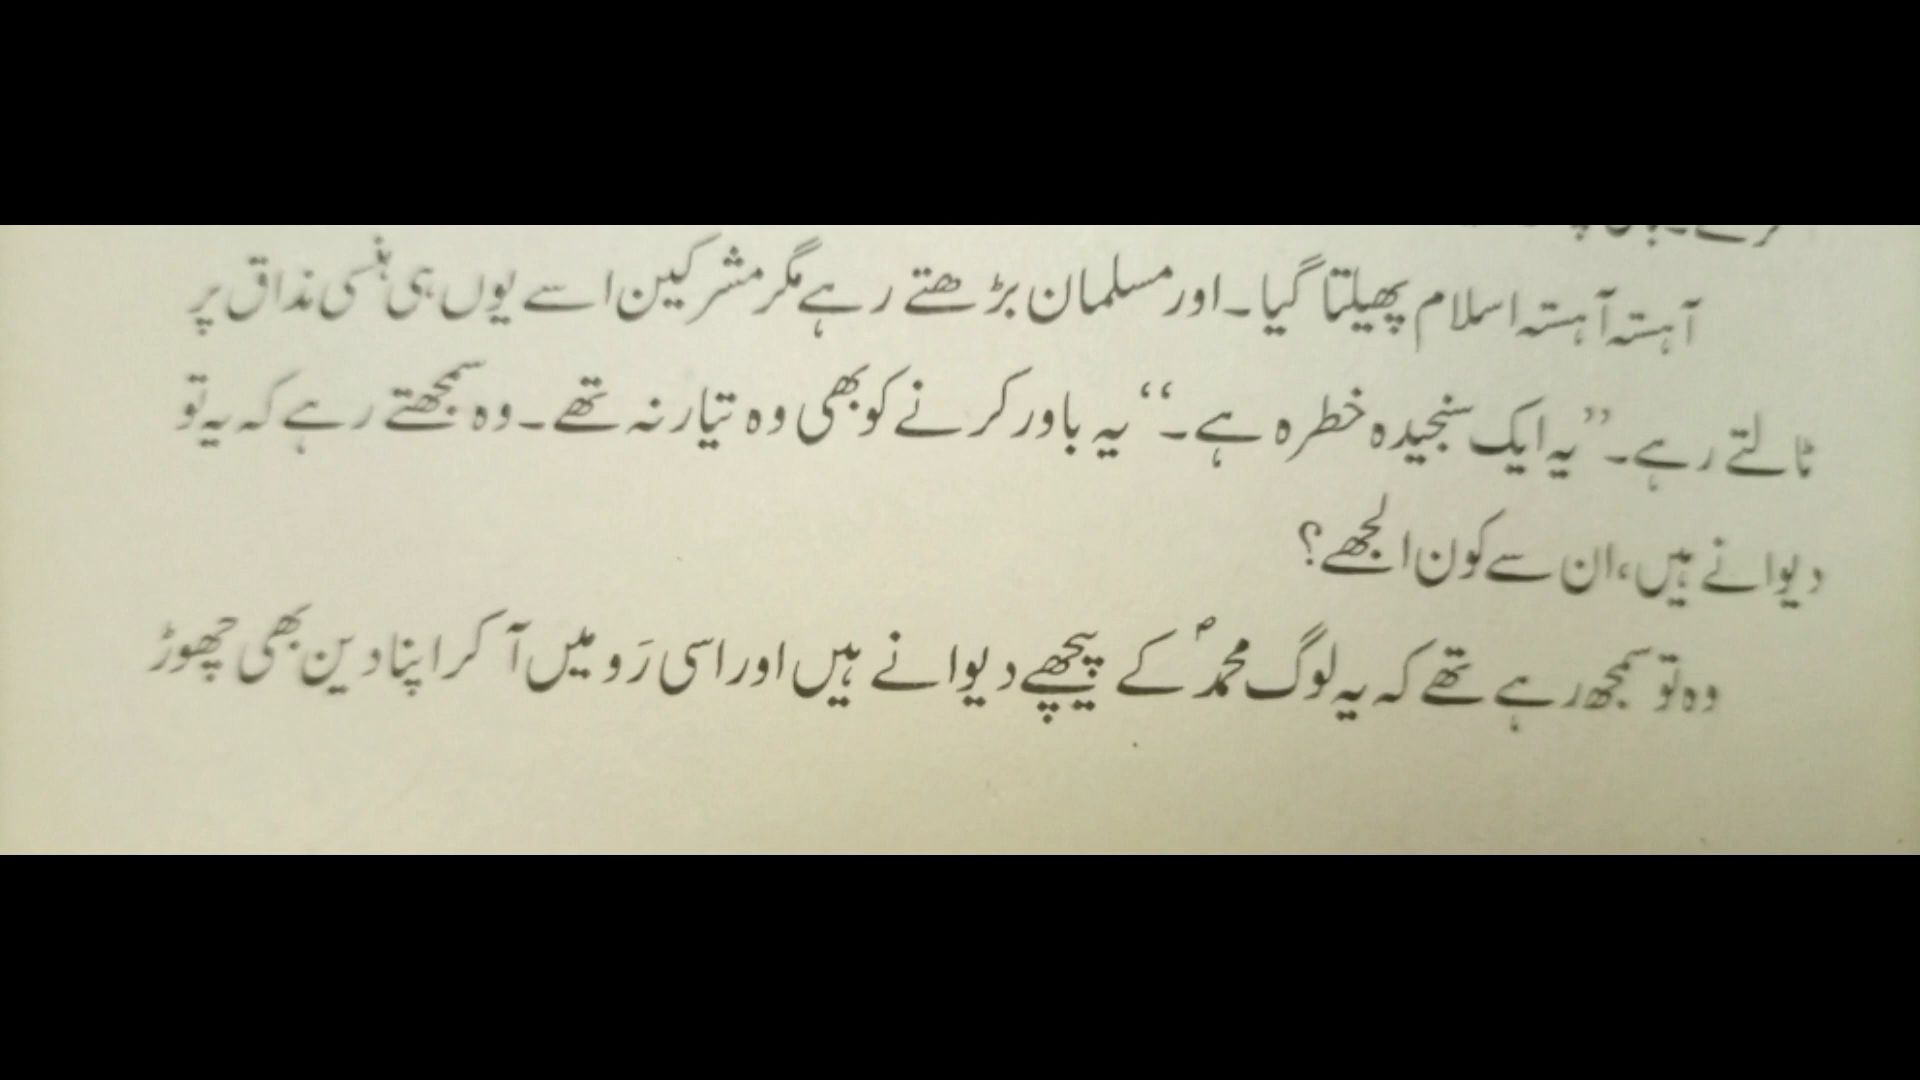 آہستہ آہستہ اسلام پھیلتا گیا۔ اور مسلمان بڑھتے رہے مگر مشرکین اسے یوں ہی ہنسی مذاق پر
ٹالتے رہے۔ ”یہ ایک سنجیدہ خطرہ ہے۔“ یہ باور کرنے کو بھی وہ تیار نہ تھے۔ وہ سمجھتے رہے کہ یہ تو
دیوانے ہیں، ان سے کون الجھے؟
وہ تو سمجھ رہے تھے کہ یہ لوگ محمدؐ کے پیچھے دیوانے ہیں اور اسی رَو میں آ کر اپنا دین بھی چھوڑ